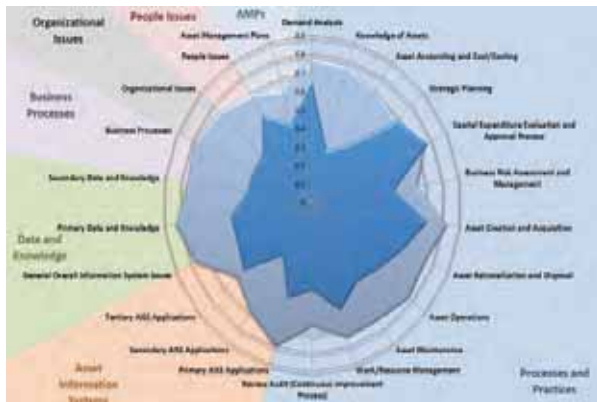 Organizational
Issues
People Issues
AMPs
Demand Analysis
Asset Management Plans
Knowledge of Assets
People Issues
Asset Accounting and Cost/Costing
Organizational Issues
Strategic Planning
Business
Processes
Business Processes
Capital Expenditure Evaluation and
Approval Process
Secondary Data and Knowledge
Business Risk Assessment and
Management
Primary Data and Knowledge
Asset Creation and Acquisition
Data and
Knowledge
General Overall Information System Issues
Asset Rationalisation and Disposal
Tertiary AMS Applications
Asset Operations
Secondary AMS Applications
Asset Maintenance
Primary AMS Applications
Work/Resource Management
Review Audit (Continuous Improvement
Process)
Asset
Information
Systems
Processes and
Practices